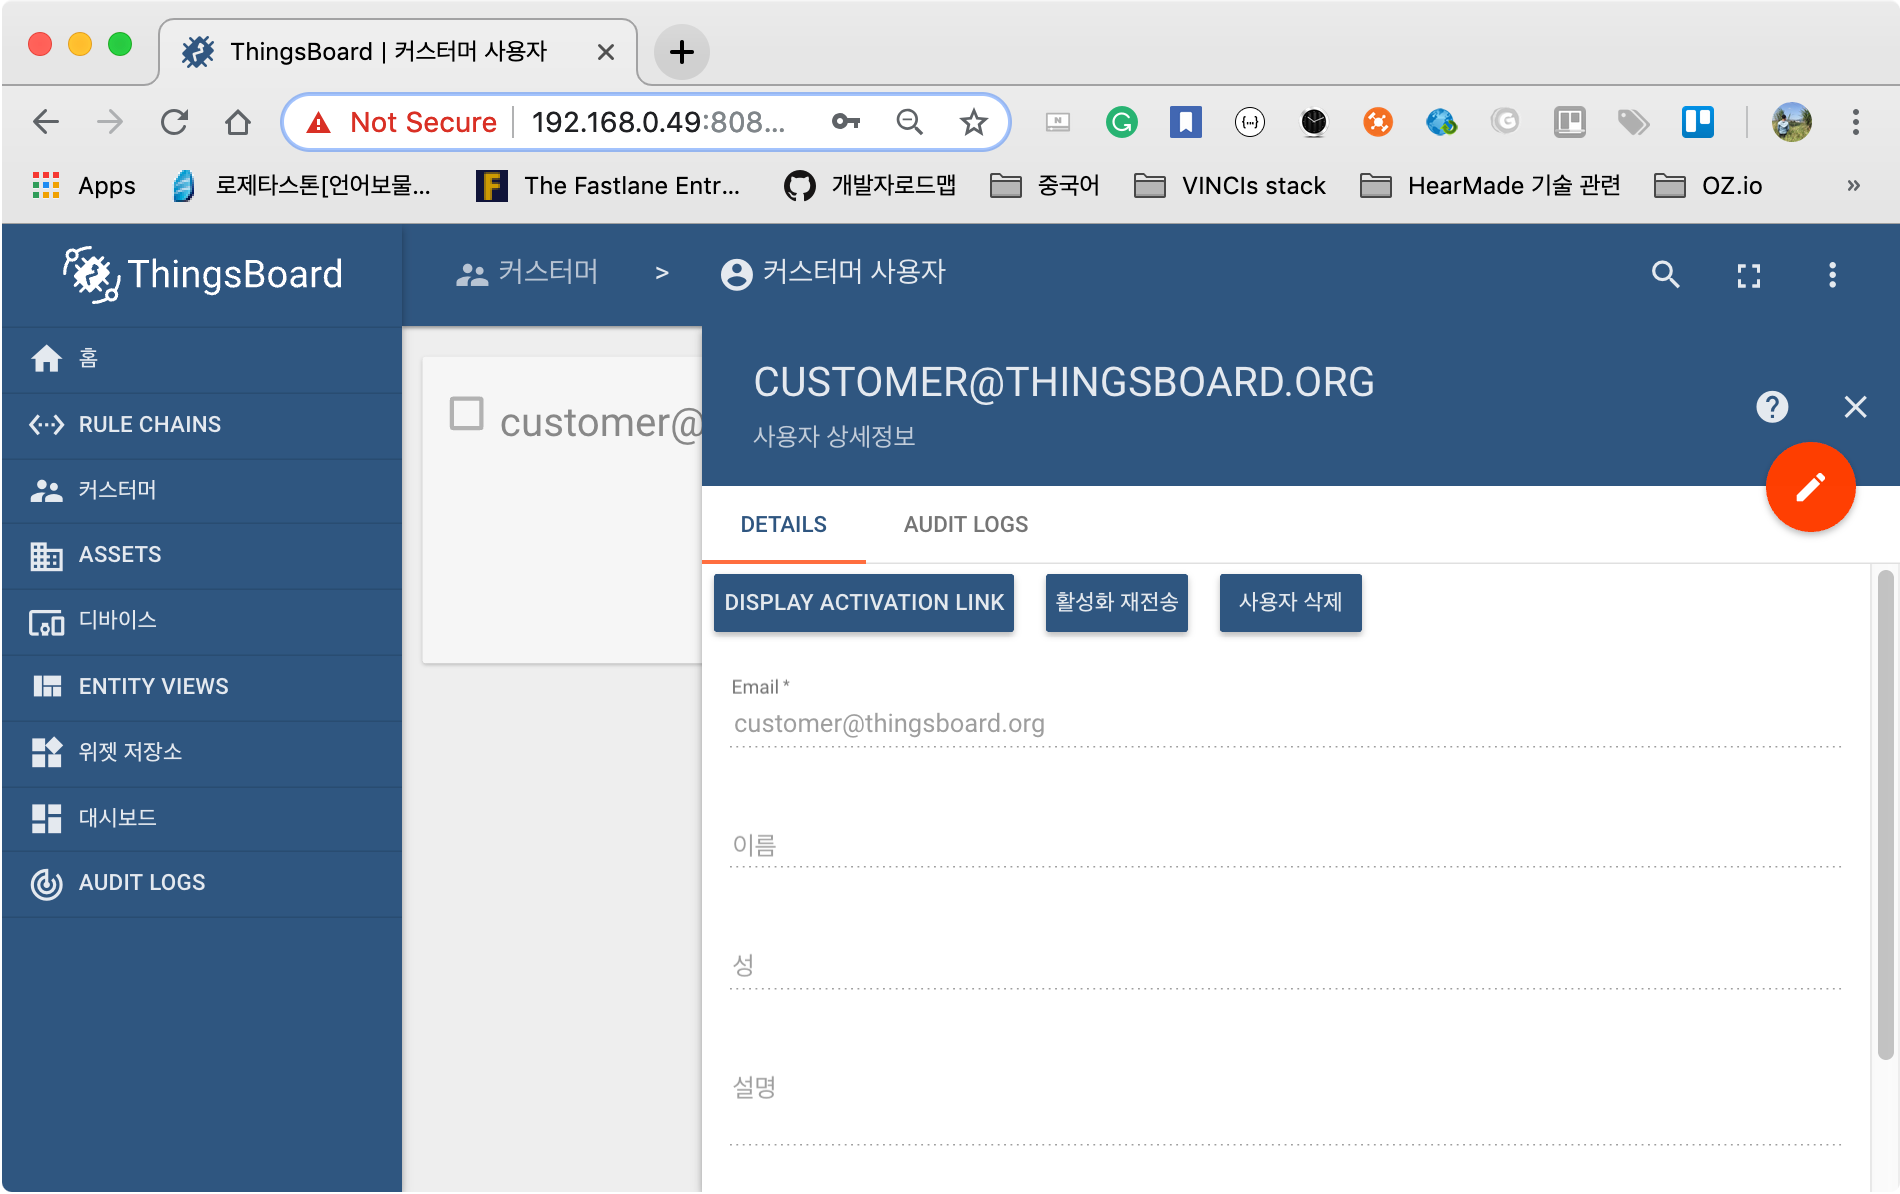 ThingsBoard | 커스터머 사용자
Not Secure 192.168.0.49:808...
Apps 로제타스톤[언어보물... The Fastlane Entr... 개발자로드맵 중국어 VINCIs stack HearMade 기술 관련 OZ.io »
ThingsBoard
커스터머 > 커스터머 사용자
홈
RULE CHAINS
커스터머
ASSETS
디바이스
ENTITY VIEWS
위젯 저장소
대시보드
AUDIT LOGS
customer@
CUSTOMER@THINGSBOARD.ORG
사용자 상세정보
DETAILS AUDIT LOGS
DISPLAY ACTIVATION LINK 활성화 재전송 사용자 삭제
Email *
customer@thingsboard.org
이름
성
설명